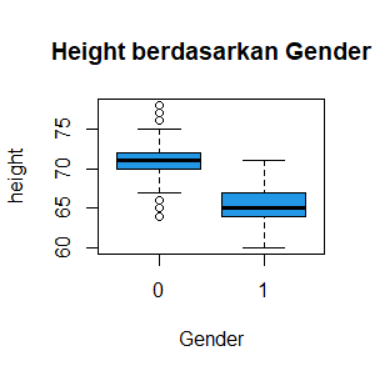 Height berdasarkan Gender
height
75
70
65
60
0 1
Gender